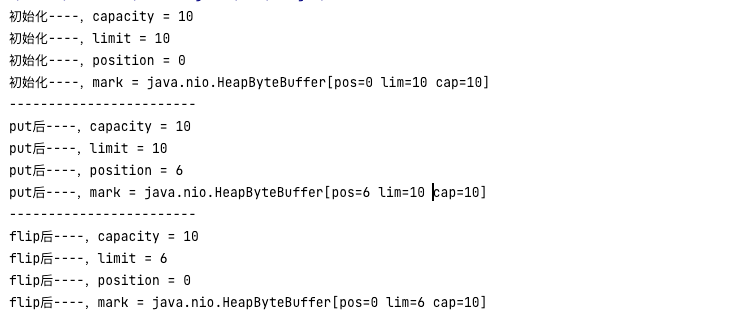 初始化----, capacity = 10
初始化----, limit = 10
初始化----, position = 0
初始化----, mark = java.nio.HeapByteBuffer[pos=0 lim=10 cap=10]
------------------------
put后----, capacity = 10
put后----, limit = 10
put后----, position = 6
put后----, mark = java.nio.HeapByteBuffer[pos=6 lim=10 cap=10]
------------------------
flip后----, capacity = 10
flip后----, limit = 6
flip后----, position = 0
flip后----, mark = java.nio.HeapByteBuffer[pos=0 lim=6 cap=10]